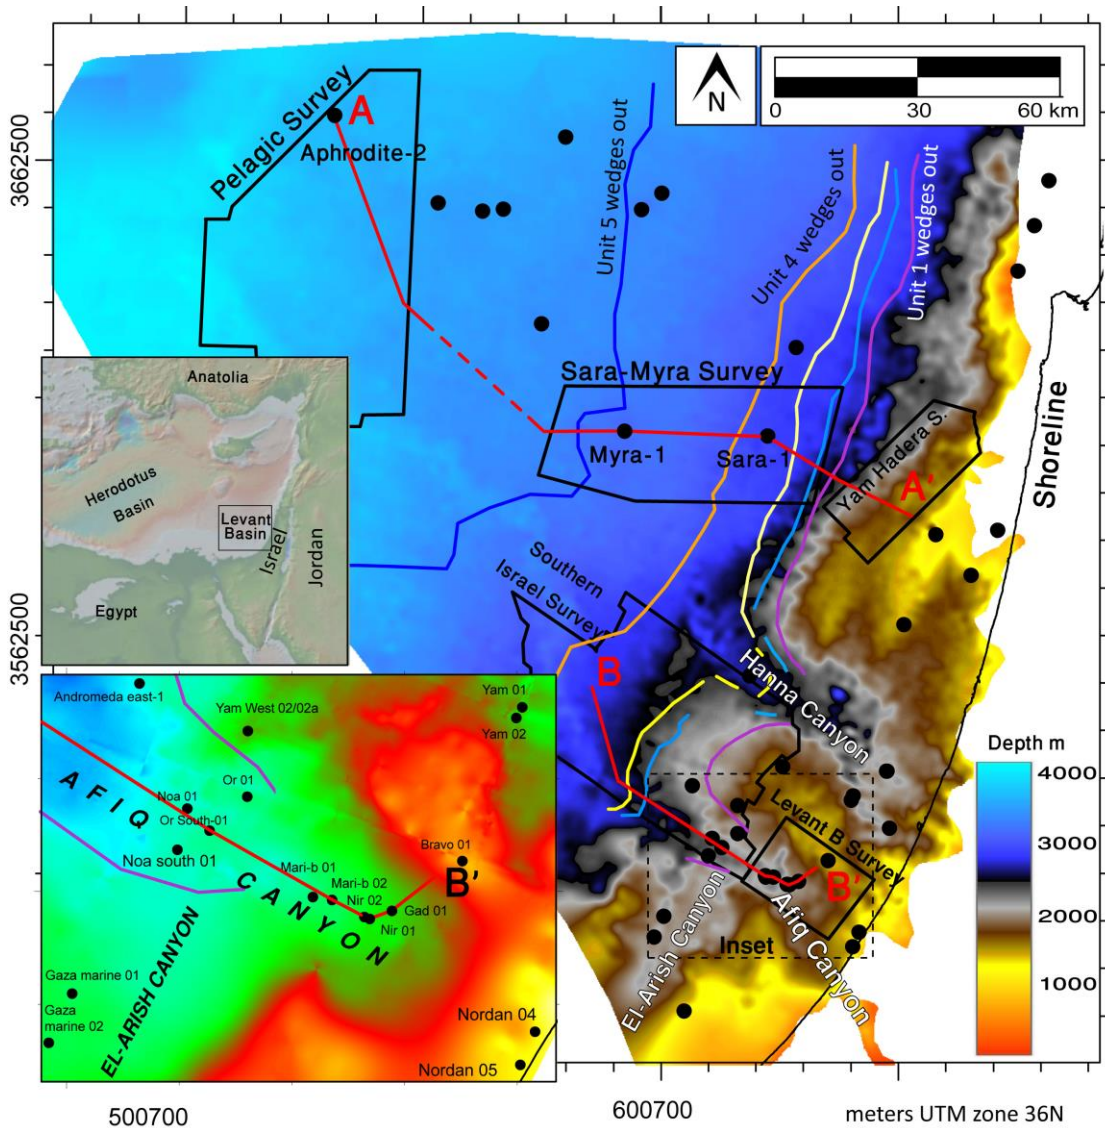 Pelagic Survey
A
Aphrodite-2
Unit 5 wedges out
Unit 4 wedges out
Unit 1 wedges out
N
0
30
60 km
3662500
3562500
Sara-Myra Survey
Myra-1
Sara-1
Yam Hadera S.
A'
Shoreline
Anatolia
Herodotus
Basin
Levant
Basin
Israel
Jordan
Egypt
Southern
Israel Survey
B
Hanna Canyon
Levant B Survey
B'
Afiq Canyon
El-Arish Canyon
Inset
Depth m
4000
3000
2000
1000
Andromeda east-1
Yam West 02/02a
Yam 01
Yam 02
Or 01
Noa 01
Or South-01
Noa south 01
AFIQ CANYON
Mari-b 01
Mari-b 02
Nir 02
Nir 01
Gad 01
Bravo 01
B'
EL-ARISH CANYON
Gaza marine 01
Gaza
marine 02
Nordan 04
Nordan 05
500700
600700
meters UTM zone 36N